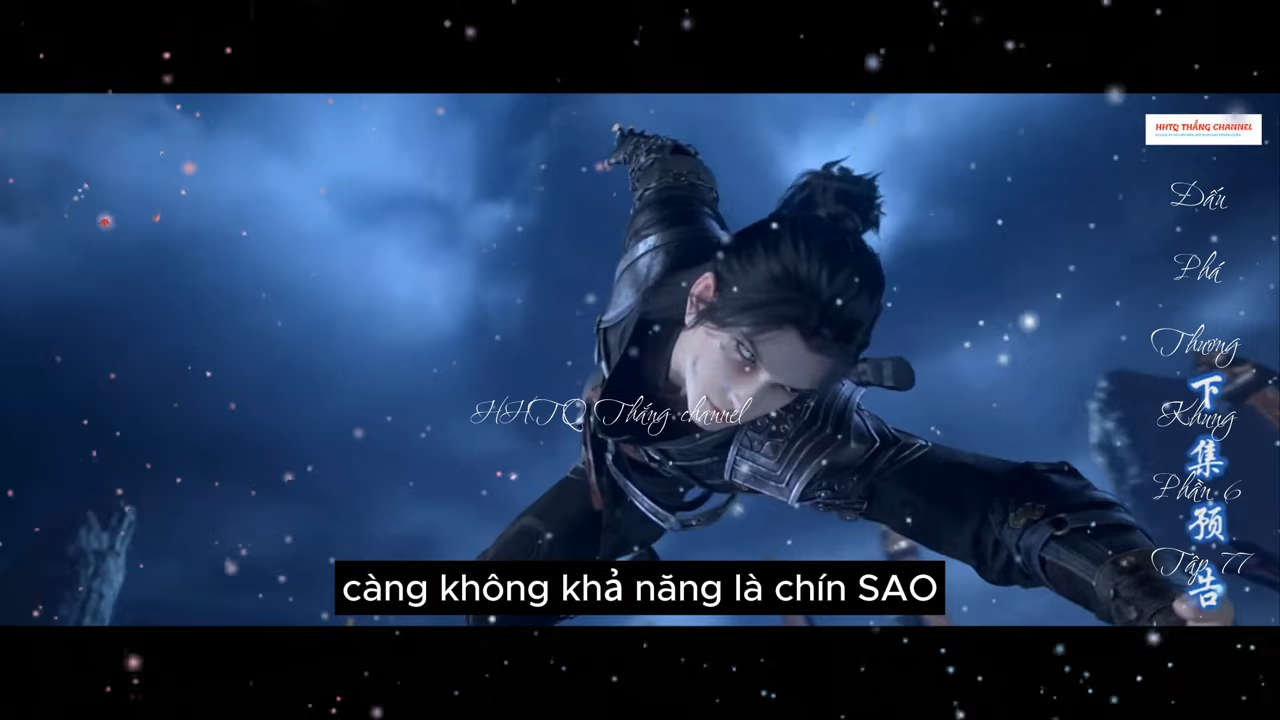 HHTQ THẮNG CHANNEL
Dấu
Phá
Thương
Khung
Phần 6
Tập 77
下集预告
HHTQ Thắng channel
càng không khả năng là chín SAO